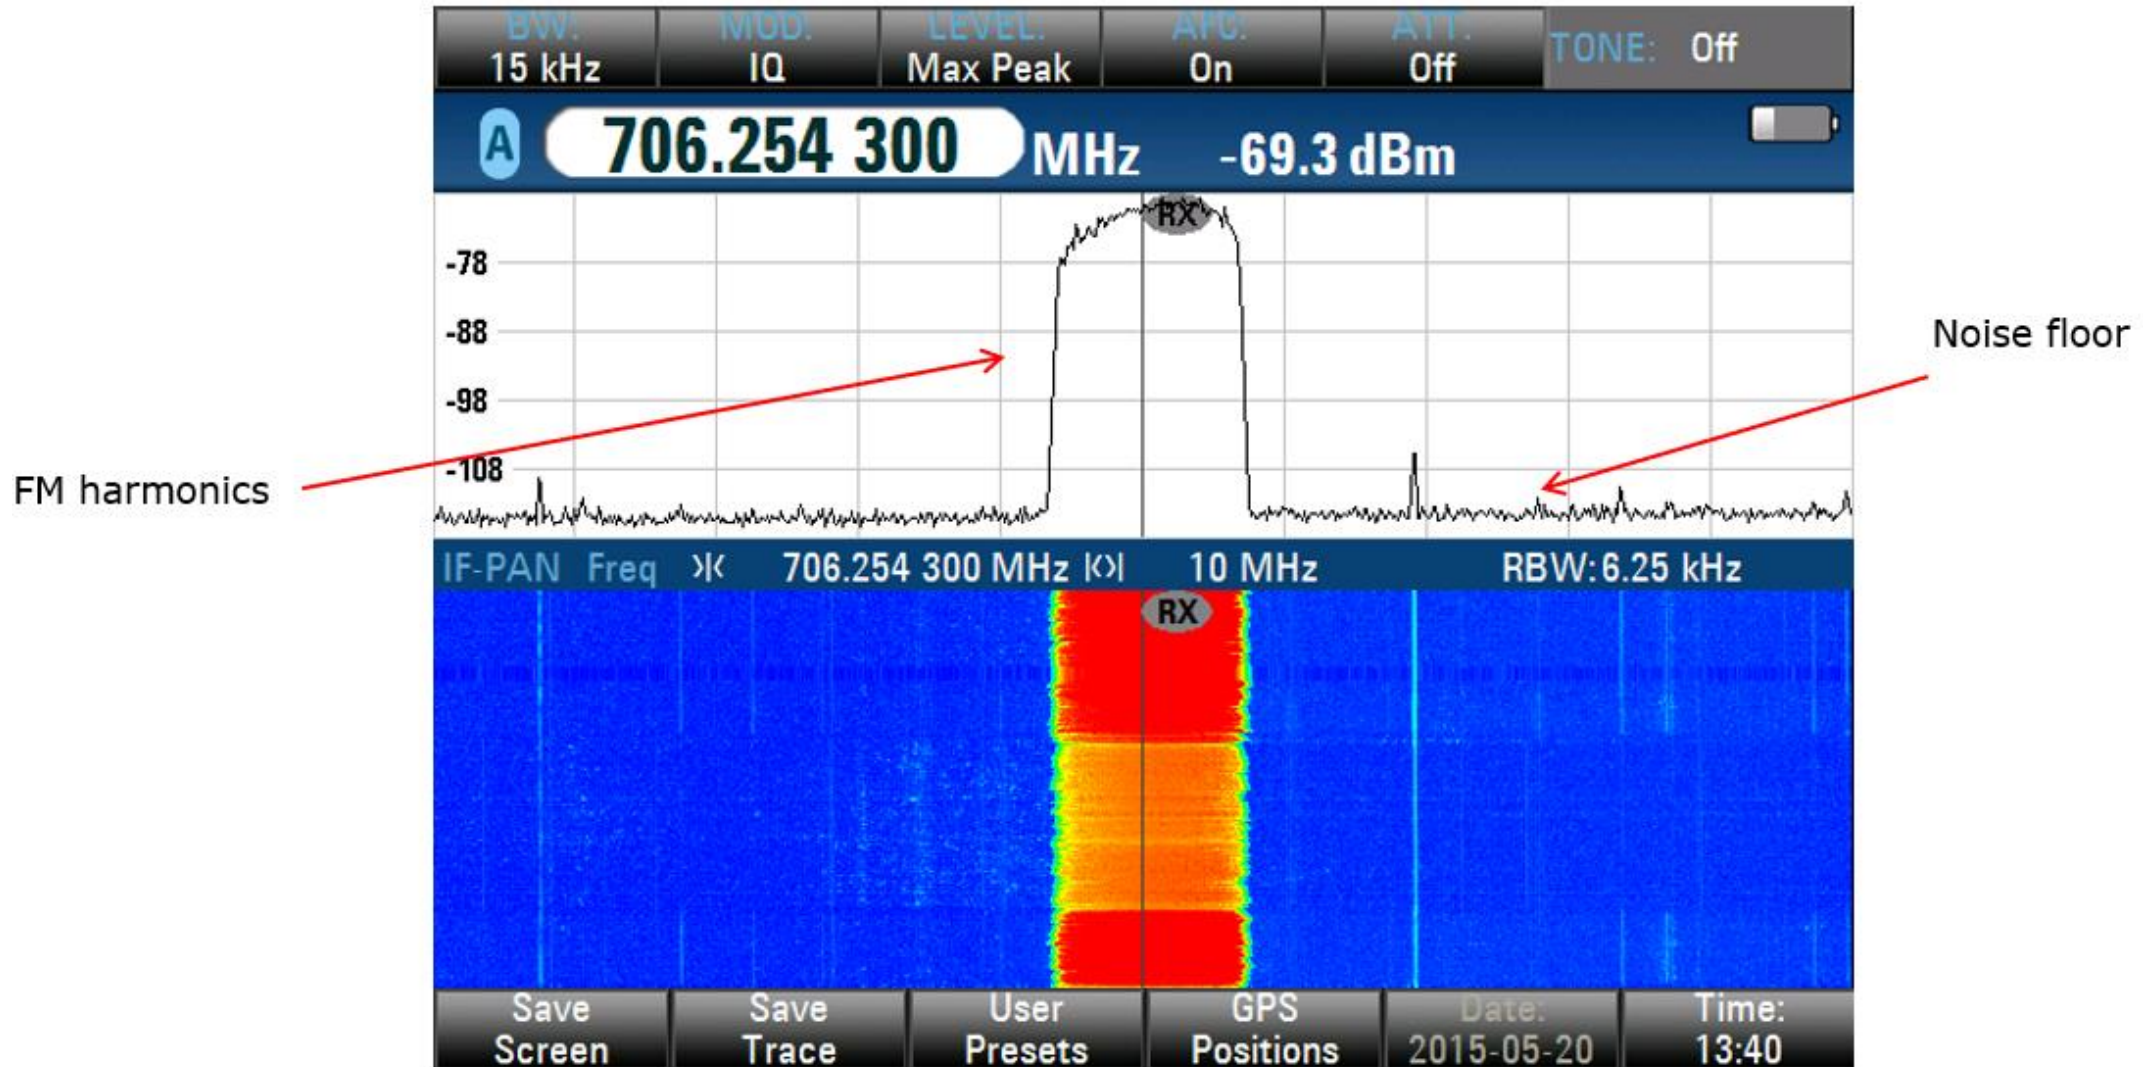 BW: MOD: LEVEL: AFC: ATT: TONE: Off
15 kHz IQ Max Peak On Off
A 706.254 300 MHz -69.3 dBm
RX
-78
-88
Noise floor
-98
-108
FM harmonics
IF-PAN Freq 706.254 300 MHz 10 MHz RBW: 6.25 kHz
RX
Save Save User GPS Date: Time:
Screen Trace Presets Positions 2015-05-20 13:40